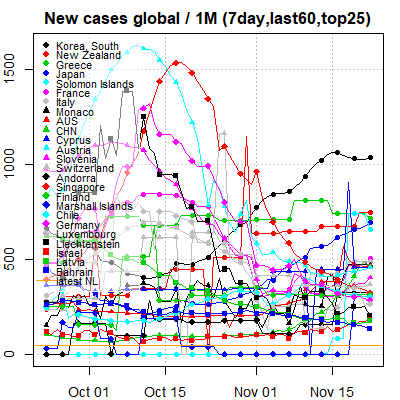 New cases global / 1M (7day,last60,top25)
Korea, South
New Zealand
Greece
Japan
Solomon Islands
France
Italy
Monaco
AUS
CHN
Cyprus
Austria
Slovenia
Switzerland
Andorra
Singapore
Finland
Marshall Islands
Chile
Germany
Luxembourg
Liechtenstein
Israel
Latvia
Bahrain
latest NL
0
500
1000
1500
Oct 01
Oct 15
Nov 01
Nov 15